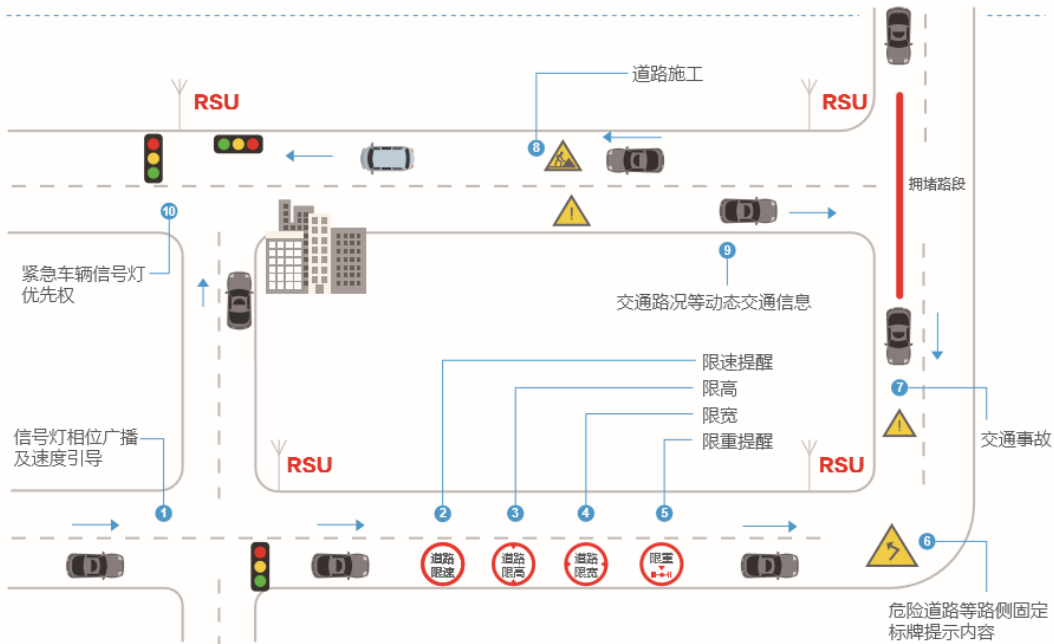 道路施工
RSU
RSU
8
拥堵路段
10
9
紧急车辆信号灯
优先权
交通路况等动态交通信息
限速提醒
限高
限宽
限重提醒
7
交通事故
信号灯相位广播
及速度引导
RSU
RSU
1
2
3
4
5
6
道路
限速
道路
限高
道路
限宽
限重
危险道路等路侧固定
标牌提示内容